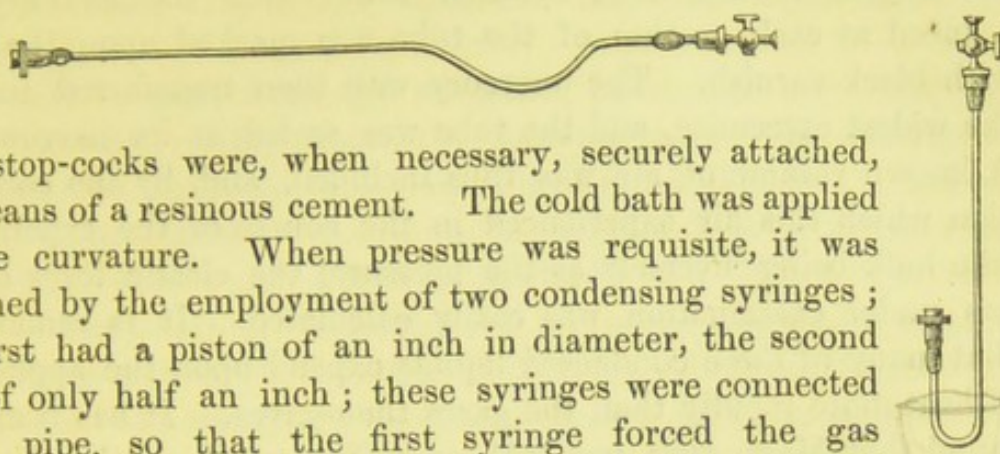 stop-cocks were, when necessary, securely attached,
eans of a resinous cement. The cold bath was applied
e curvature. When pressure was requisite, it was
ned by the employment of two condensing syringes ;
rst had a piston of an inch in diameter, the second
f only half an inch ; these syringes were connected
pipe, so that the first syringe forced the gas